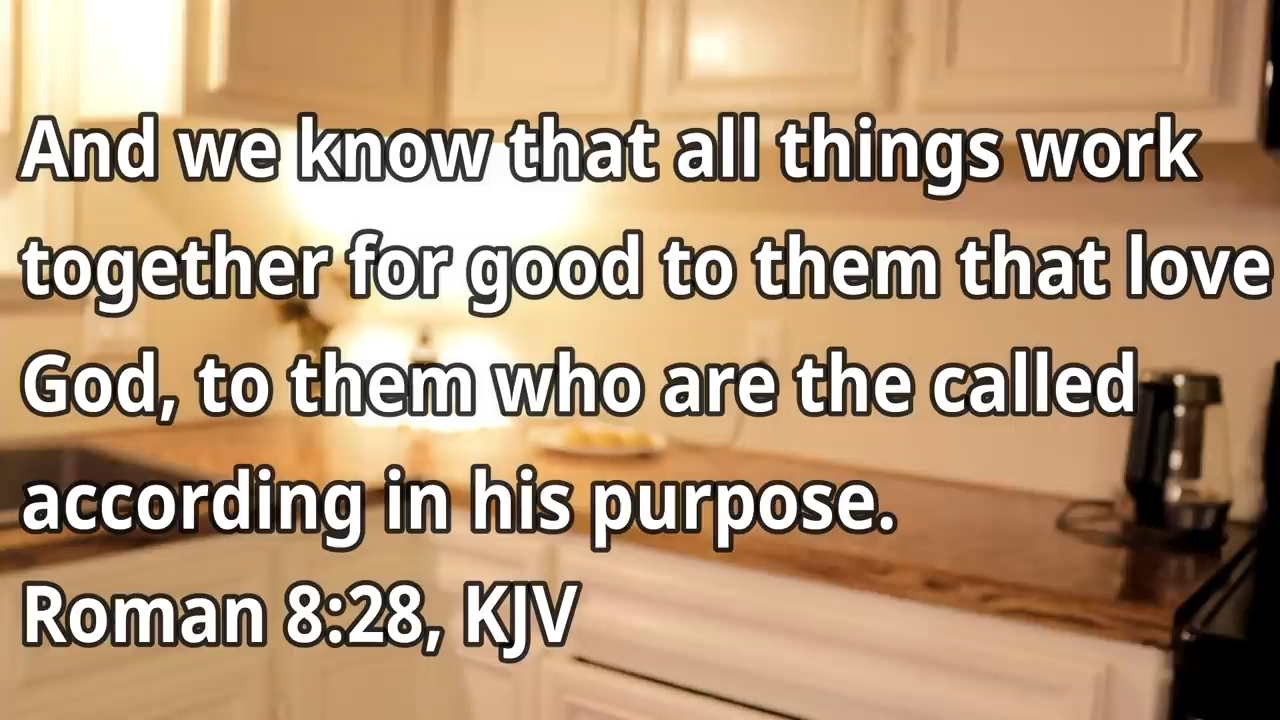 And we know that all things work
together for good to them that love
God, to them who are the called
according in his purpose.
Roman 8:28, KJV